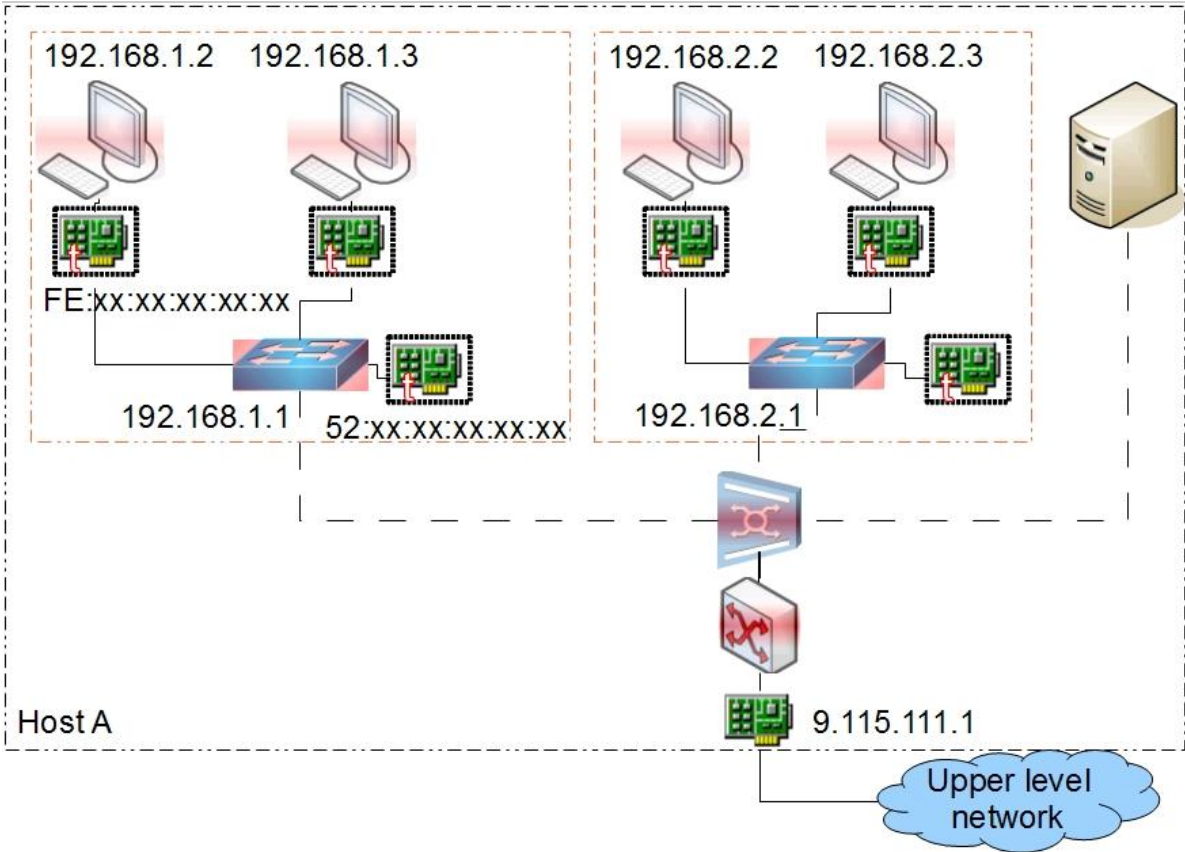 192.168.1.2
192.168.1.3
192.168.2.2
192.168.2.3
FE:xx:xx:xx:xx:xx
192.168.1.1
52:xx:xx:xx:xx:xx
192.168.2.1
Host A
9.115.111.1
Upper level
network